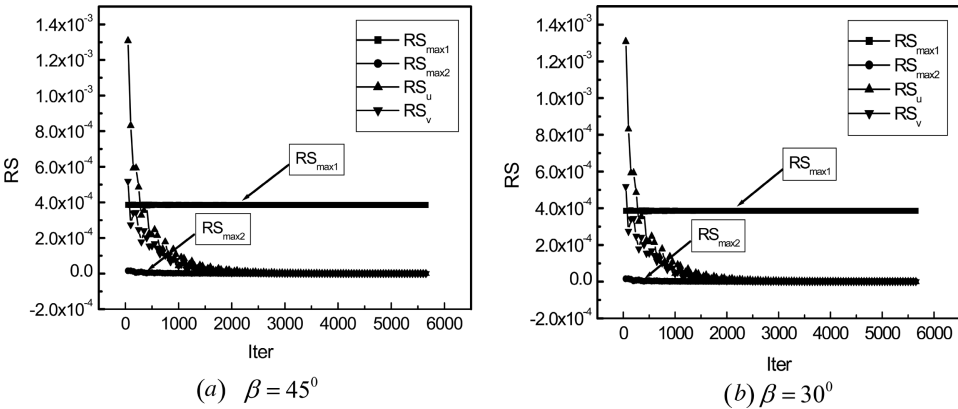 RS
1.4x10⁻³
1.2x10⁻³
1.0x10⁻³
8.0x10⁻⁴
6.0x10⁻⁴
4.0x10⁻⁴
2.0x10⁻⁴
0.0
-2.0x10⁻⁴
0 1000 2000 3000 4000 5000 6000
Iter
RSmax1
RSmax2
RSu
RSv
RSmax1
RSmax2
(a) β = 45⁰
RS
1.4x10⁻³
1.2x10⁻³
1.0x10⁻³
8.0x10⁻⁴
6.0x10⁻⁴
4.0x10⁻⁴
2.0x10⁻⁴
0.0
-2.0x10⁻⁴
0 1000 2000 3000 4000 5000 6000
Iter
RSmax1
RSmax2
RSu
RSv
RSmax1
RSmax2
(b) β = 30⁰